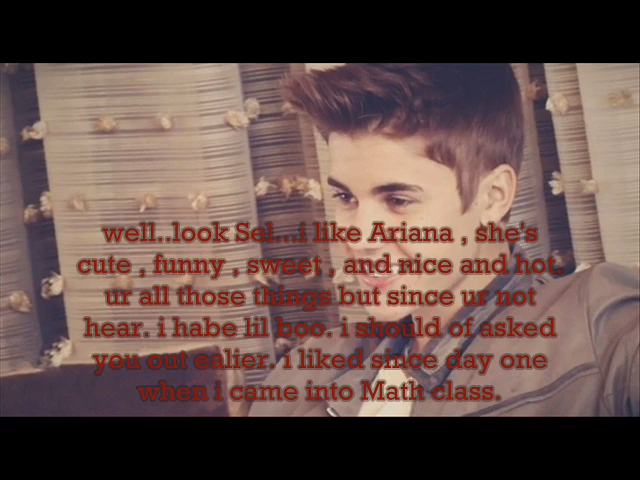 well..look Sel...i like Ariana , she's
cute , funny , sweet , and nice and hot.
ur all those things but since ur not
hear. i habe lil boo. i should of asked
you out ealier. i liked since day one
when i came into Math class.